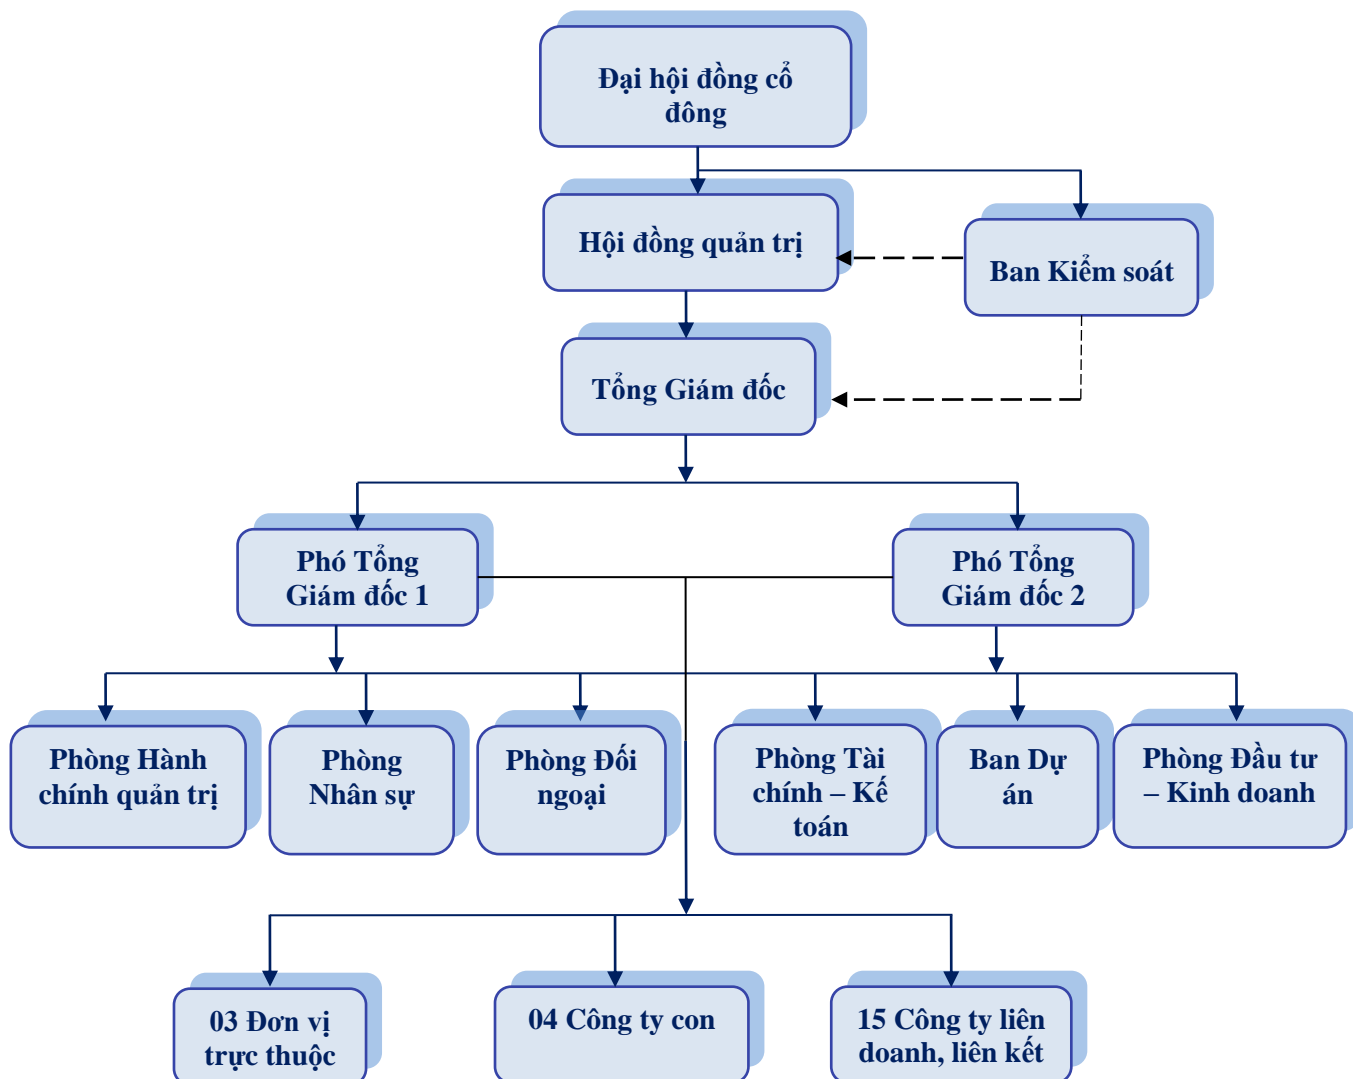 Đại hội đồng cổ
đông
Hội đồng quản trị
Ban Kiểm soát
Tổng Giám đốc
Phó Tổng
Giám đốc 1
Phó Tổng
Giám đốc 2
Phòng Hành
chính quản trị
Phòng
Nhân sự
Phòng Đối
ngoại
Phòng Tài
chính – Kế
toán
Ban Dự
án
Phòng Đầu tư
– Kinh doanh
03 Đơn vị
trực thuộc
04 Công ty con
15 Công ty liên
doanh, liên kết